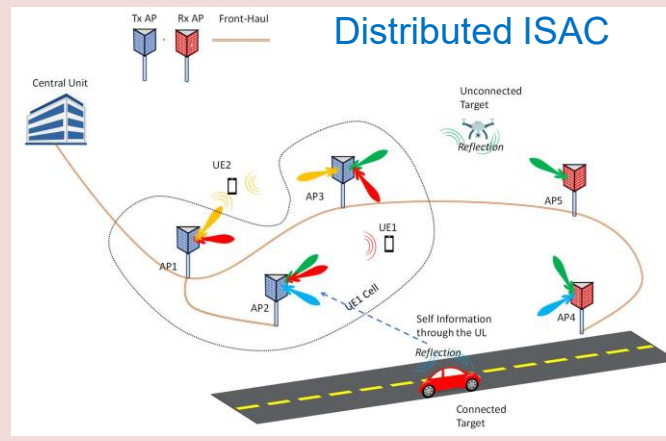 Distributed ISAC
Tx AP
Rx AP
Front-Haul
Central Unit
Unconnected
Target
Reflection
UE2
AP3
AP5
UE1
AP1
AP2
UE1 Cell
AP4
Self Information
through the UL
Reflection
Connected
Target